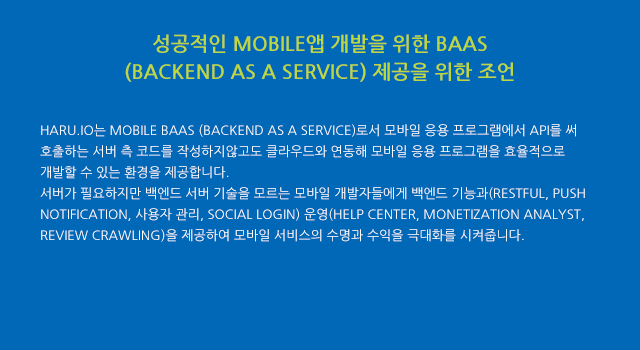 성공적인 MOBILE앱 개발을 위한 BAAS
(BACKEND AS A SERVICE) 제공을 위한 조언
HARU.IO는 MOBILE BAAS (BACKEND AS A SERVICE)로서 모바일 응용 프로그램에서 API를 써
호출하는 서버 측 코드를 작성하지않고도 클라우드와 연동해 모바일 응용 프로그램을 효율적으로
개발할 수 있는 환경을 제공합니다.
서버가 필요하지만 백엔드 서버 기술을 모르는 모바일 개발자들에게 백엔드 기능과(RESTFUL, PUSH
NOTIFICATION, 사용자 관리, SOCIAL LOGIN) 운영(HELP CENTER, MONETIZATION ANALYST,
REVIEW CRAWLING)을 제공하여 모바일 서비스의 수명과 수익을 극대화를 시켜줍니다.